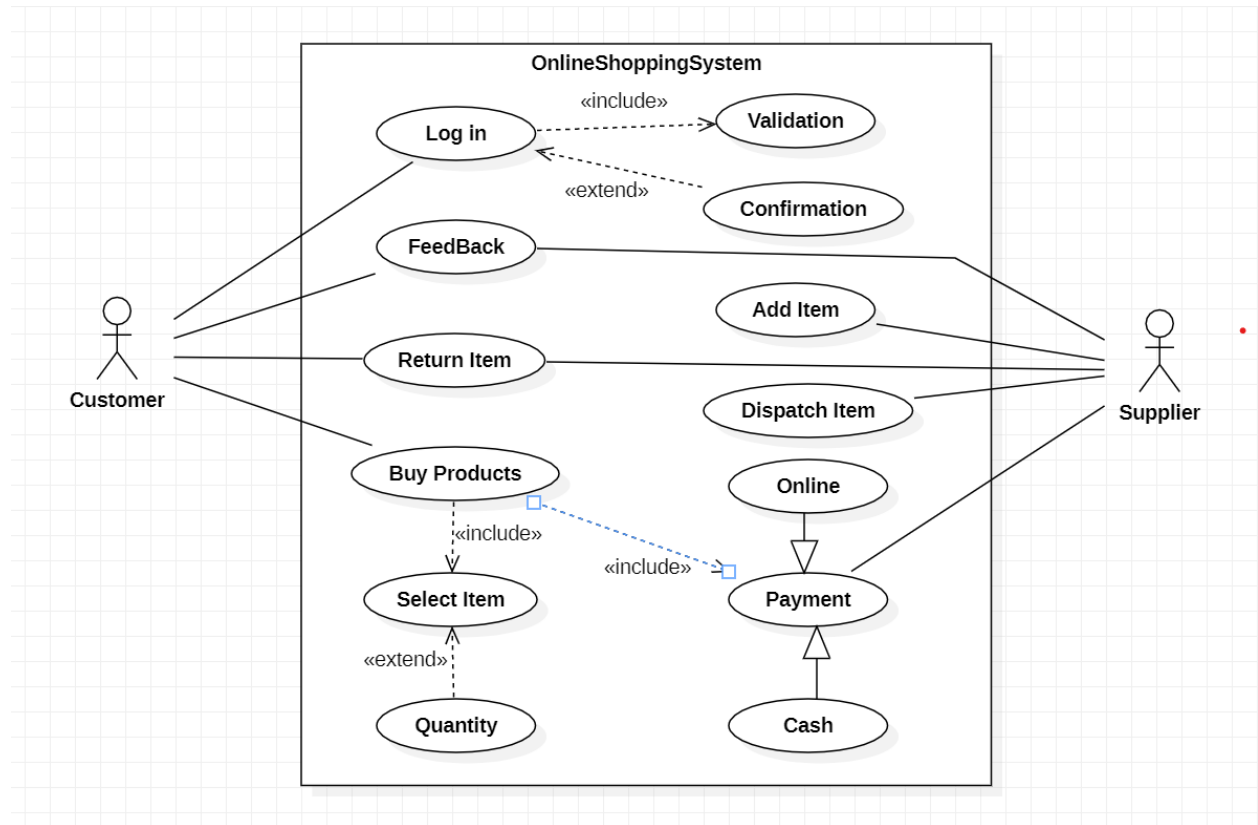 OnlineShoppingSystem
«include»
Validation
Log in
«extend»
Confirmation
FeedBack
Add Item
Return Item
Customer
Dispatch Item
Supplier
Buy Products
Online
«include»
«include»
Select Item
Payment
«extend»
Quantity
Cash